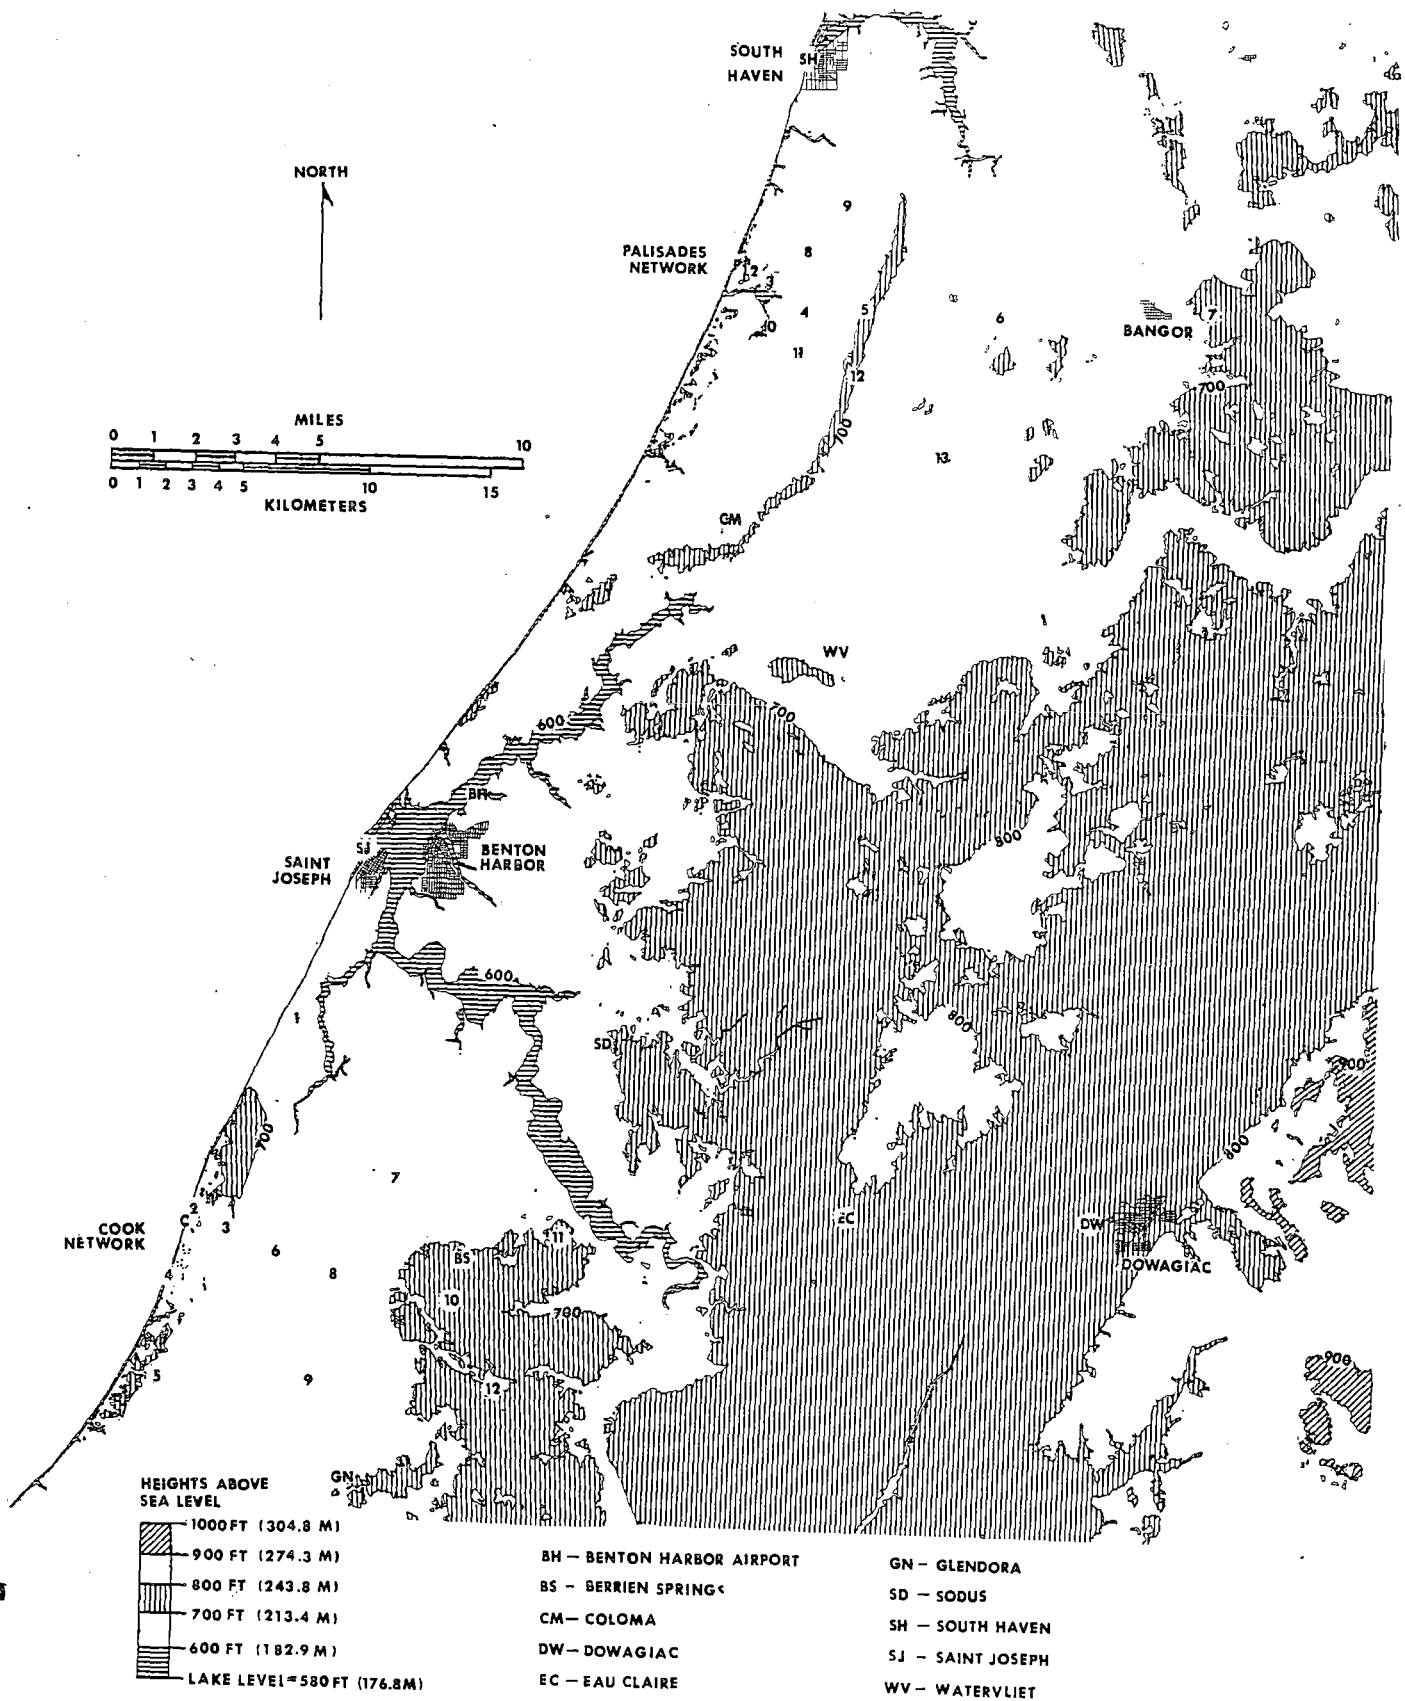 SOUTH
HAVEN
SH
NORTH
9
PALISADES
NETWORK
8
2
3
4
5
6
BANGOR
7
0
11
12
700
700
MILES
0 1 2 3 4 5 10
0 1 2 3 4 5 10 15
KILOMETERS
13
CM
1
WV
700
600
BH
800
SJ
BENTON
HARBOR
SAINT
JOSEPH
600
1
800
SD
900
700
800
7
2
C
3
COOK
NETWORK
EC
DW
DOWAGIAC
6
11
BS
8
4
10
700
5
9
12
900
GN
HEIGHTS ABOVE
SEA LEVEL
1000 FT (304.8 M)
900 FT (274.3 M)
800 FT (243.8 M)
700 FT (213.4 M)
600 FT (182.9 M)
LAKE LEVEL=580 FT (176.8M)
BH — BENTON HARBOR AIRPORT
BS - BERRIEN SPRINGS
CM — COLOMA
DW — DOWAGIAC
EC — EAU CLAIRE
GN - GLENDORA
SD — SODUS
SH — SOUTH HAVEN
SJ - SAINT JOSEPH
WV - WATERVLIET